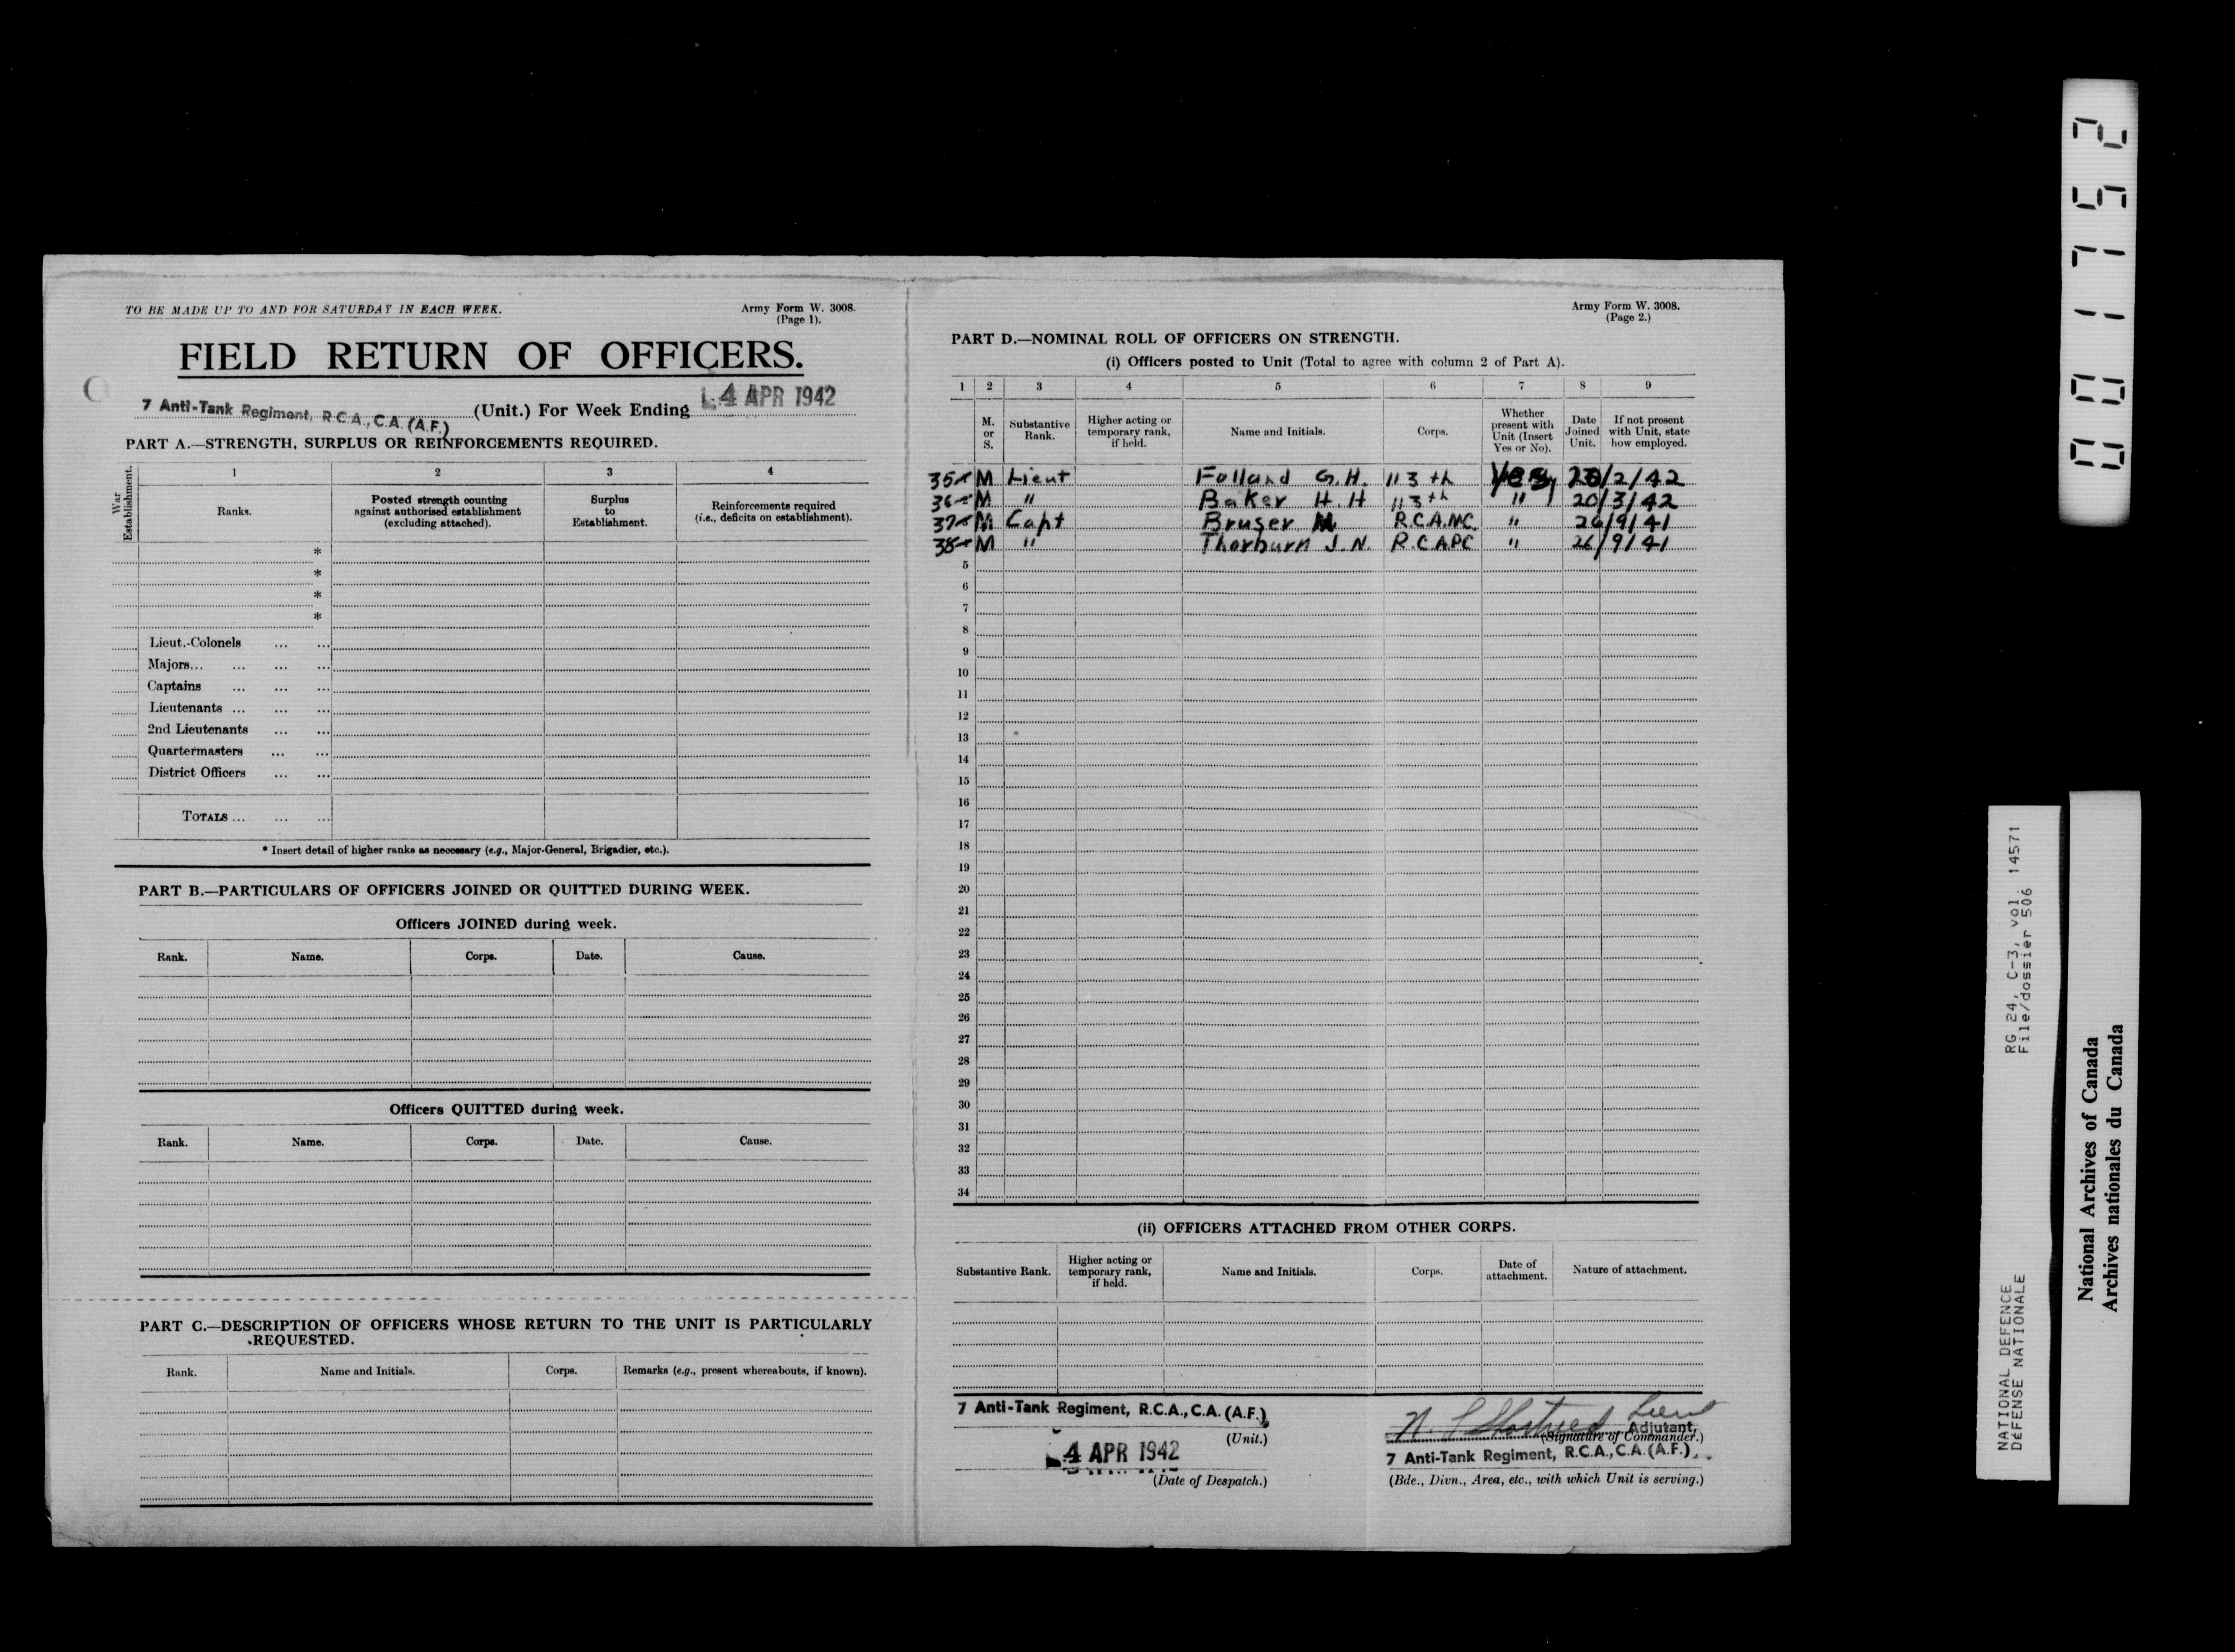 TO BE MADE UP TO AND FOR SATURDAY IN EACH WEEK.
Army Form W. 3008.
(Page 1).
FIELD RETURN OF OFFICERS.
7 Anti-Tank Regiment, R.C.A., C.A. (A.F.) (Unit.) For Week Ending 4 APR 1942
PART A.—STRENGTH, SURPLUS OR REINFORCEMENTS REQUIRED.
War Establishment.
1 2 3 4
Ranks.
Posted strength counting against authorised establishment (excluding attached).
Surplus to Establishment.
Reinforcements required (i.e., deficits on establishment).
*
*
*
*
Lieut.-Colonels ... ...
Majors... ... ... ...
Captains ... ... ...
Lieutenants ... ... ...
2nd Lieutenants ... ...
Quartermasters ... ...
District Officers ... ...
TOTALS ... ... ...
* Insert detail of higher ranks as necessary (e.g., Major-General, Brigadier, etc.).
PART B.—PARTICULARS OF OFFICERS JOINED OR QUITTED DURING WEEK.
Officers JOINED during week.
Rank. Name. Corps. Date. Cause.
Officers QUITTED during week.
Rank. Name. Corps. Date. Cause.
PART C.—DESCRIPTION OF OFFICERS WHOSE RETURN TO THE UNIT IS PARTICULARLY
REQUESTED.
Rank. Name and Initials. Corps. Remarks (e.g., present whereabouts, if known).
Army Form W. 3008.
(Page 2.)
PART D.—NOMINAL ROLL OF OFFICERS ON STRENGTH.
(i) Officers posted to Unit (Total to agree with column 2 of Part A).
1 2 3 4 5 6 7 8 9
M. or S.
Substantive Rank.
Higher acting or temporary rank, if held.
Name and Initials.
Corps.
Whether present with Unit (Insert Yes or No).
Date Joined Unit.
If not present with Unit, state how employed.
35 M Lieut Folland G.H. 113th Yes /2/42
36 M " Baker H.H 113th " 20/3/42
37 M Capt Bruser M R.C.A.M.C. " 26/9/41
38 M " Thorburn J.N. R.C.A.P.C " 26/9/41
5
6
7
8
9
10
11
12
13
14
15
16
17
18
19
20
21
22
23
24
25
26
27
28
29
30
31
32
33
34
(ii) OFFICERS ATTACHED FROM OTHER CORPS.
Substantive Rank.
Higher acting or temporary rank, if held.
Name and Initials.
Corps.
Date of attachment.
Nature of attachment.
7 Anti-Tank Regiment, R.C.A., C.A. (A.F.)
(Unit.)
4 APR 1942
(Date of Despatch.)
Lieut
Adjutant,
(Signature of Commander.)
7 Anti-Tank Regiment, R.C.A., C.A. (A.F.)
(Bde., Divn., Area, etc., with which Unit is serving.)
001752
RG 24, C-3, vol. 14571
File/dossier 506
NATIONAL DEFENCE
DÉFENSE NATIONALE
National Archives of Canada
Archives nationales du Canada